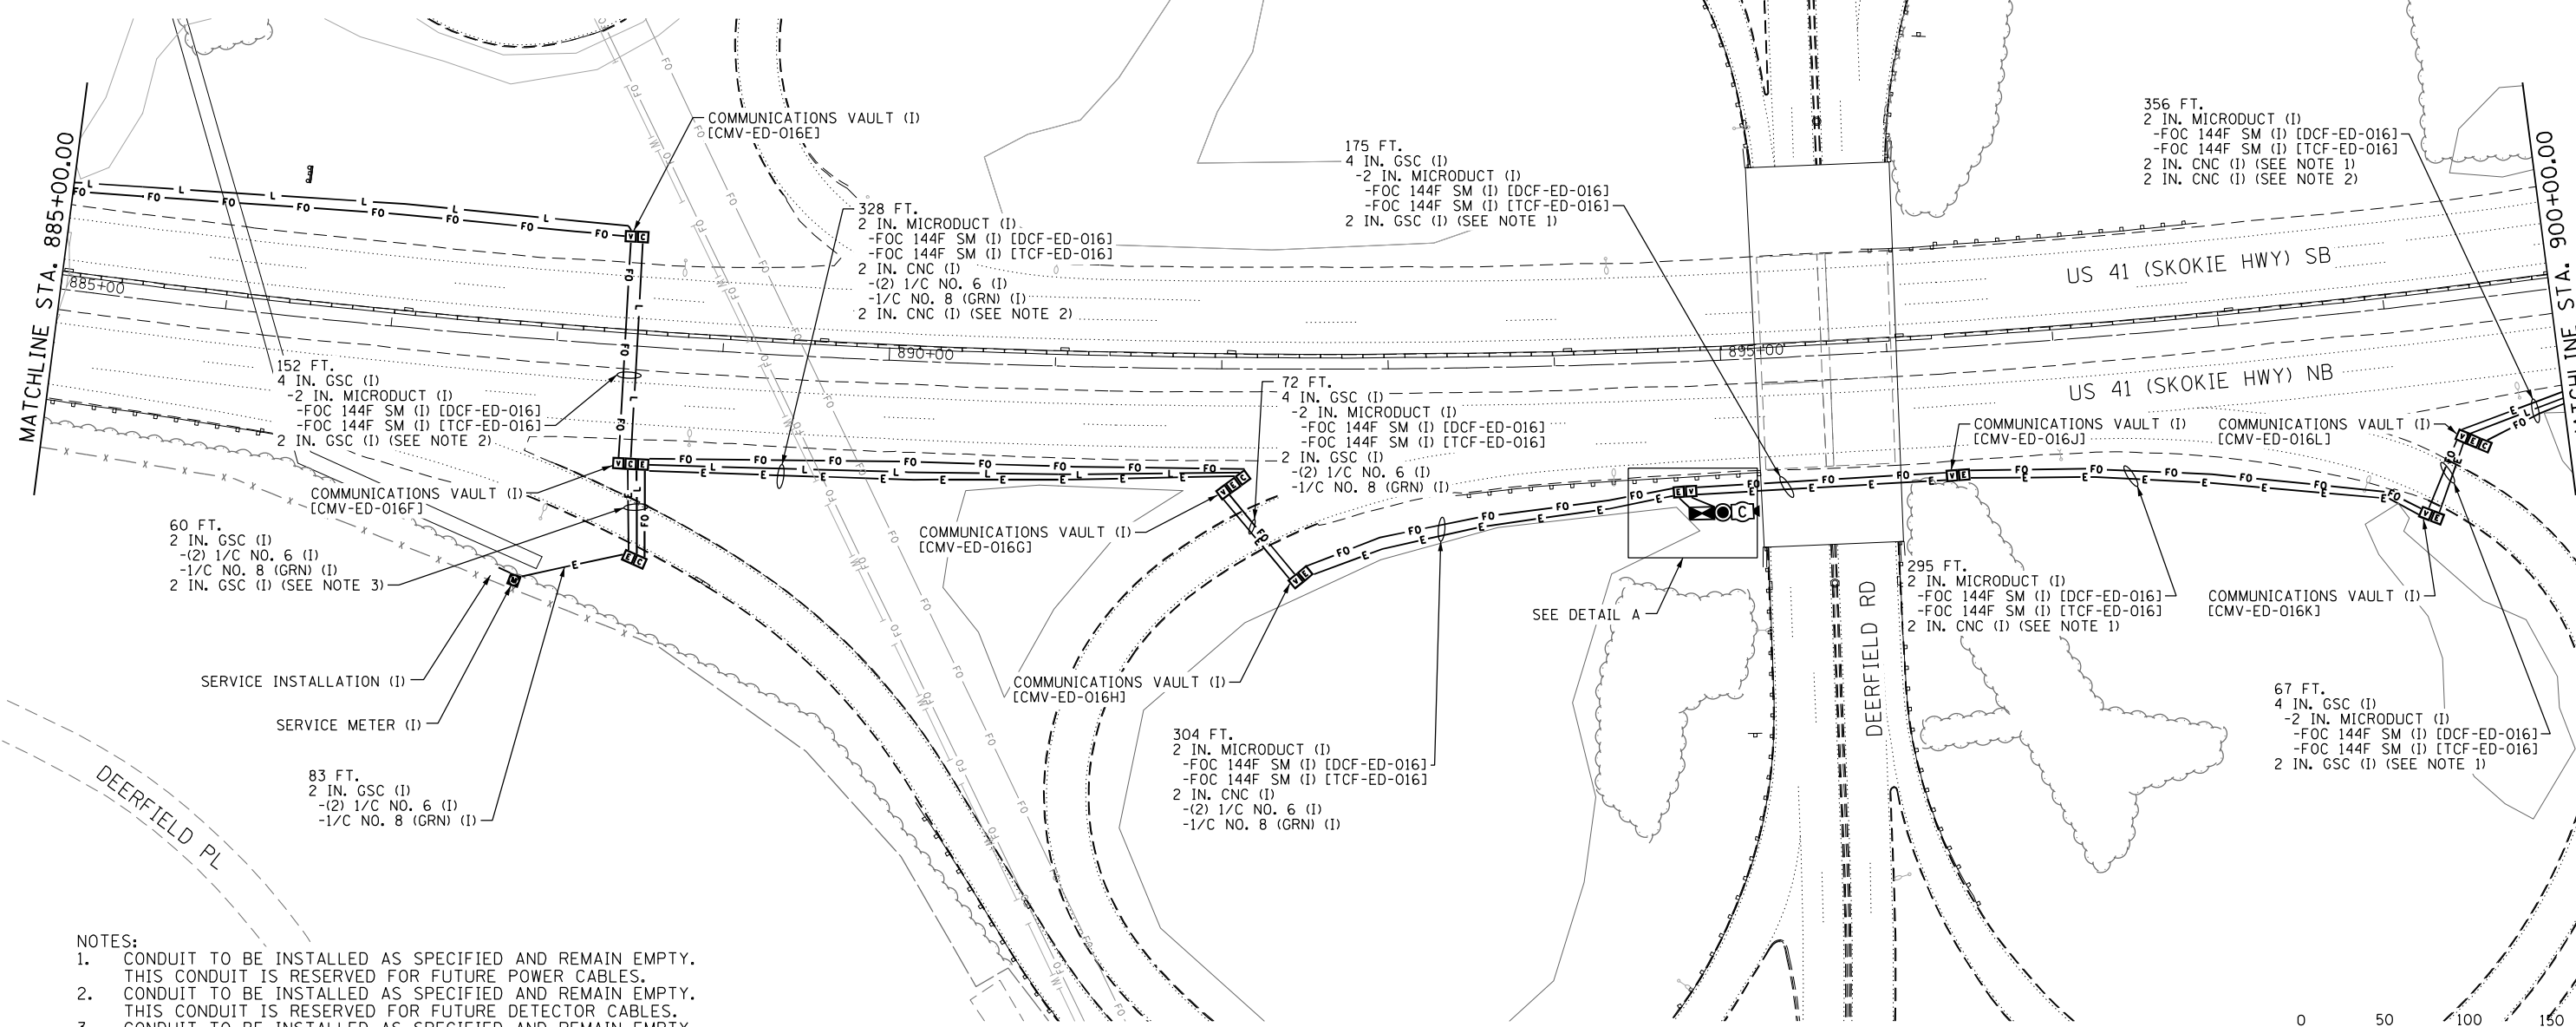 MATCHLINE STA. 885+00.00
885+00
COMMUNICATIONS VAULT (I)
[CMV-ED-016E]
328 FT.
2 IN. MICRODUCT (I)
-FOC 144F SM (I) [DCF-ED-016]
-FOC 144F SM (I) [TCF-ED-016]
2 IN. CNC (I)
-(2) 1/C NO. 6 (I)
-1/C NO. 8 (GRN) (I)
2 IN. CNC (I) (SEE NOTE 2)
175 FT.
4 IN. GSC (I)
-2 IN. MICRODUCT (I)
-FOC 144F SM (I) [DCF-ED-016]
-FOC 144F SM (I) [TCF-ED-016]
2 IN. GSC (I) (SEE NOTE 1)
356 FT.
2 IN. MICRODUCT (I)
-FOC 144F SM (I) [DCF-ED-016]
-FOC 144F SM (I) [TCF-ED-016]
2 IN. CNC (I) (SEE NOTE 1)
2 IN. CNC (I) (SEE NOTE 2)
MATCHLINE STA. 900+00.00
US 41 (SKOKIE HWY) SB
US 41 (SKOKIE HWY) NB
890+00
895+00
152 FT.
4 IN. GSC (I)
-2 IN. MICRODUCT (I)
-FOC 144F SM (I) [DCF-ED-016]
-FOC 144F SM (I) [TCF-ED-016]
2 IN. GSC (I) (SEE NOTE 2)
72 FT.
4 IN. GSC (I)
-2 IN. MICRODUCT (I)
-FOC 144F SM (I) [DCF-ED-016]
-FOC 144F SM (I) [TCF-ED-016]
2 IN. GSC (I)
-(2) 1/C NO. 6 (I)
-1/C NO. 8 (GRN) (I)
COMMUNICATIONS VAULT (I)
[CMV-ED-016J]
COMMUNICATIONS VAULT (I)
[CMV-ED-016L]
COMMUNICATIONS VAULT (I)
[CMV-ED-016F]
60 FT.
2 IN. GSC (I)
-(2) 1/C NO. 6 (I)
-1/C NO. 8 (GRN) (I)
2 IN. GSC (I) (SEE NOTE 3)
COMMUNICATIONS VAULT (I)
[CMV-ED-016G]
SEE DETAIL A
DEERFIELD RD
295 FT.
2 IN. MICRODUCT (I)
-FOC 144F SM (I) [DCF-ED-016]
-FOC 144F SM (I) [TCF-ED-016]
2 IN. CNC (I) (SEE NOTE 1)
COMMUNICATIONS VAULT (I)
[CMV-ED-016K]
SERVICE INSTALLATION (I)
SERVICE METER (I)
COMMUNICATIONS VAULT (I)
[CMV-ED-016H]
67 FT.
4 IN. GSC (I)
-2 IN. MICRODUCT (I)
-FOC 144F SM (I) [DCF-ED-016]
-FOC 144F SM (I) [TCF-ED-016]
2 IN. GSC (I) (SEE NOTE 1)
304 FT.
2 IN. MICRODUCT (I)
-FOC 144F SM (I) [DCF-ED-016]
-FOC 144F SM (I) [TCF-ED-016]
2 IN. CNC (I)
-(2) 1/C NO. 6 (I)
-1/C NO. 8 (GRN) (I)
83 FT.
2 IN. GSC (I)
-(2) 1/C NO. 6 (I)
-1/C NO. 8 (GRN) (I)
DEERFIELD PL
NOTES:
1. CONDUIT TO BE INSTALLED AS SPECIFIED AND REMAIN EMPTY.
THIS CONDUIT IS RESERVED FOR FUTURE POWER CABLES.
2. CONDUIT TO BE INSTALLED AS SPECIFIED AND REMAIN EMPTY.
THIS CONDUIT IS RESERVED FOR FUTURE DETECTOR CABLES.
3. CONDUIT TO BE INSTALLED AS SPECIFIED AND REMAIN EMPTY
0 50 100 150